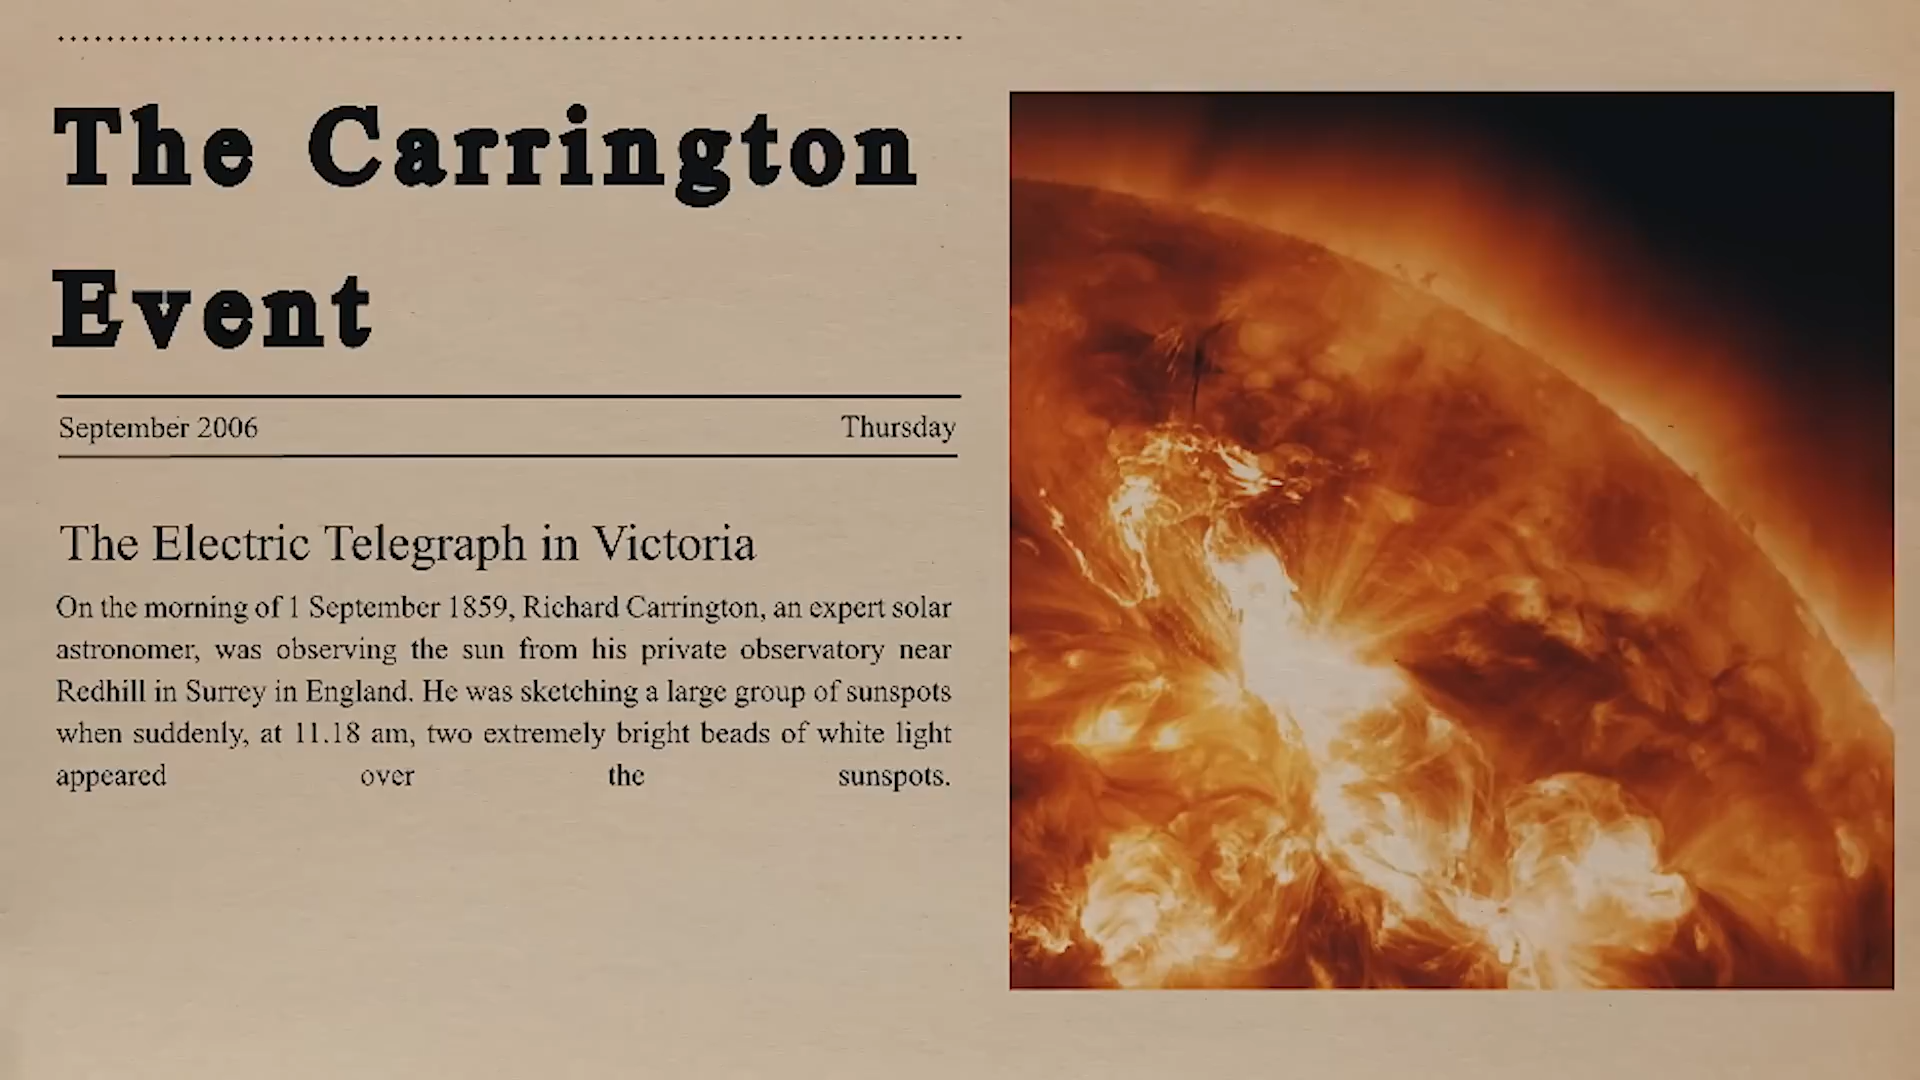 The Carrington
Event
September 2006 Thursday
The Electric Telegraph in Victoria
On the morning of 1 September 1859, Richard Carrington, an expert solar
astronomer, was observing the sun from his private observatory near
Redhill in Surrey in England. He was sketching a large group of sunspots
when suddenly, at 11.18 am, two extremely bright beads of white light
appeared over the sunspots.